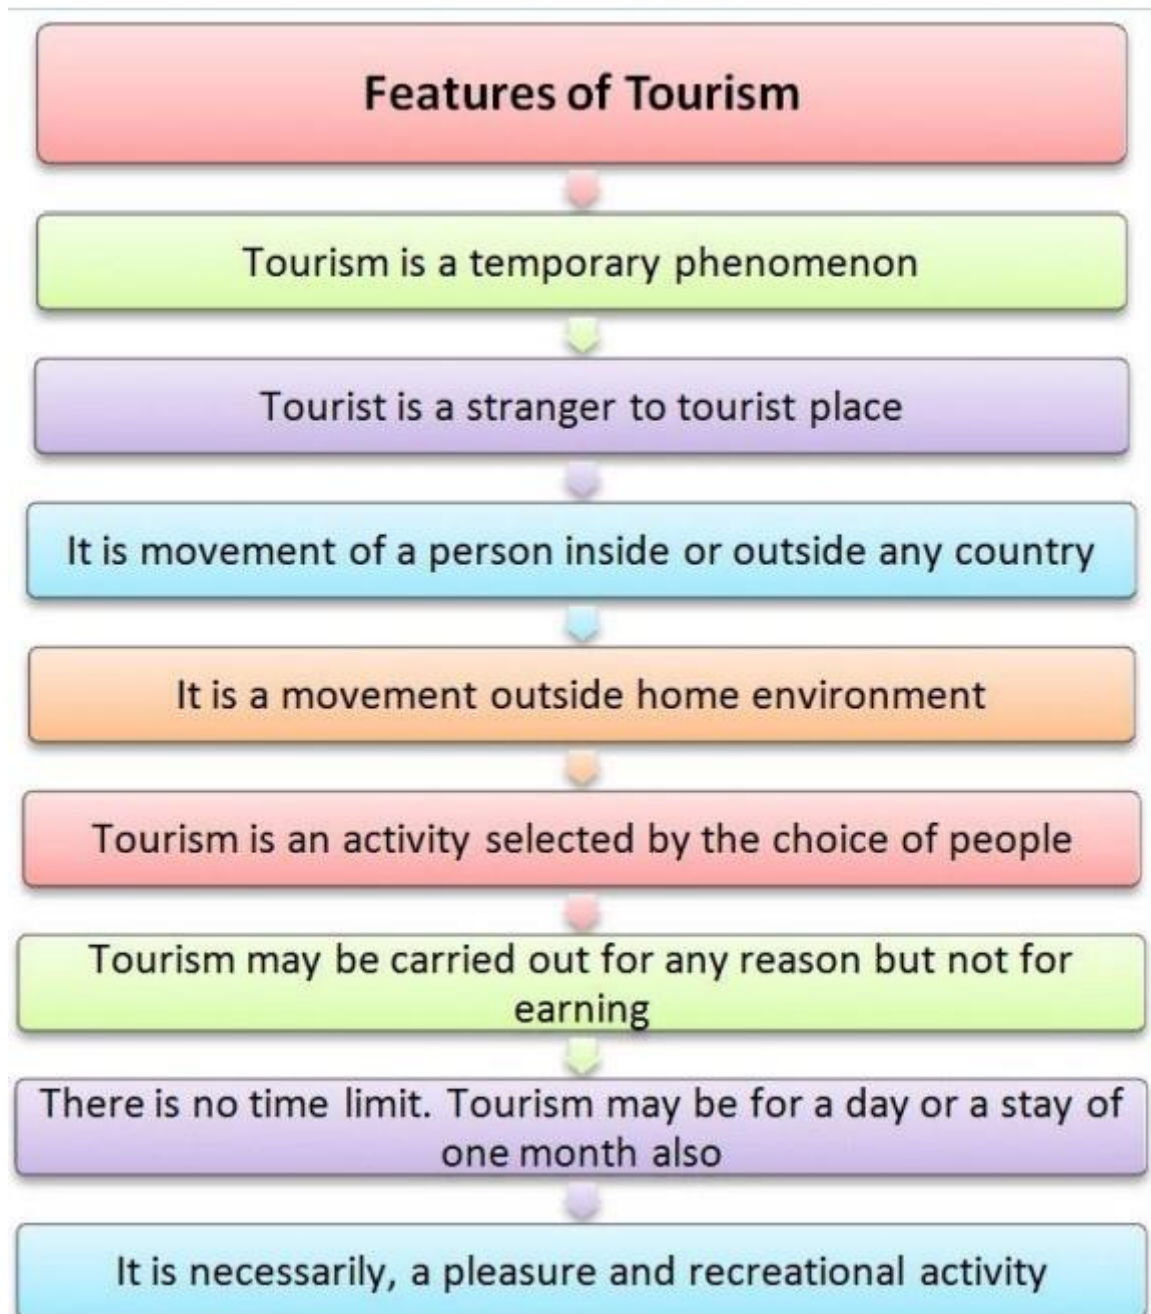 Features of Tourism
Tourism is a temporary phenomenon
Tourist is a stranger to tourist place
It is movement of a person inside or outside any country
It is a movement outside home environment
Tourism is an activity selected by the choice of people
Tourism may be carried out for any reason but not for
earning
There is no time limit. Tourism may be for a day or a stay of
one month also
It is necessarily, a pleasure and recreational activity